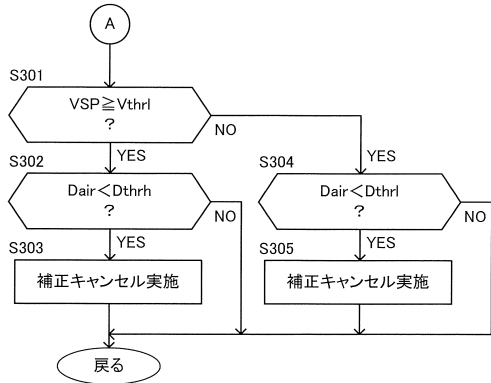 A
S301
VSP≧Vthrl
?
NO
YES
S302
Dair<Dthrh
?
NO
YES
S303
補正キャンセル実施
S304
YES
Dair<Dthrl
?
NO
YES
S305
補正キャンセル実施
戻る